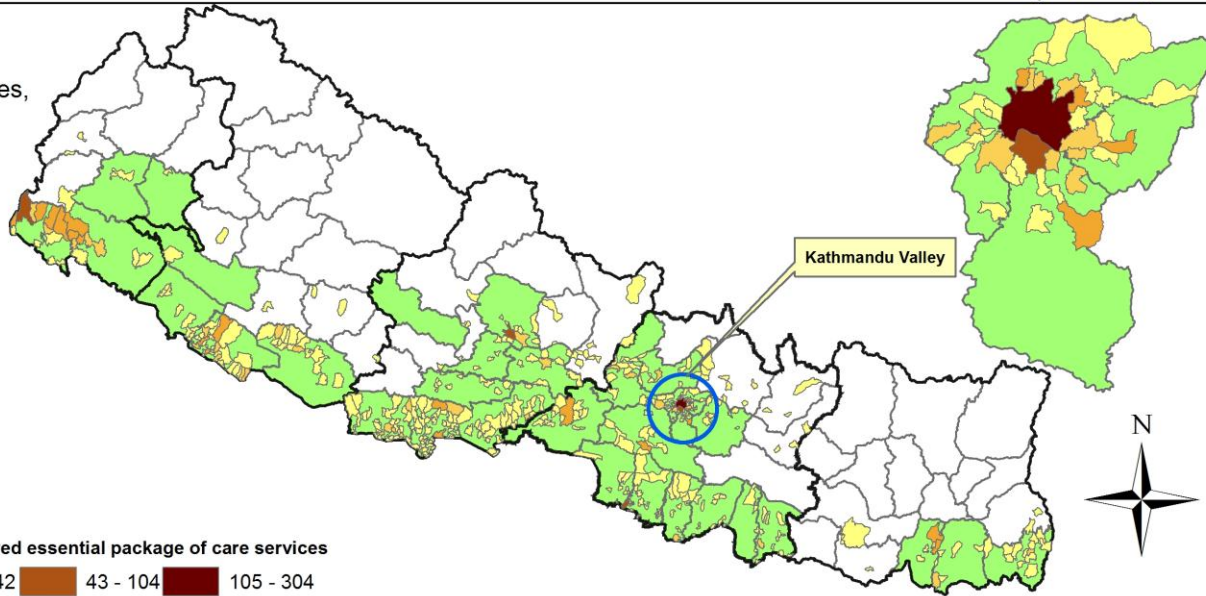 es,
Kathmandu Valley
N
ed essential package of care services
42 43 - 104 105 - 304